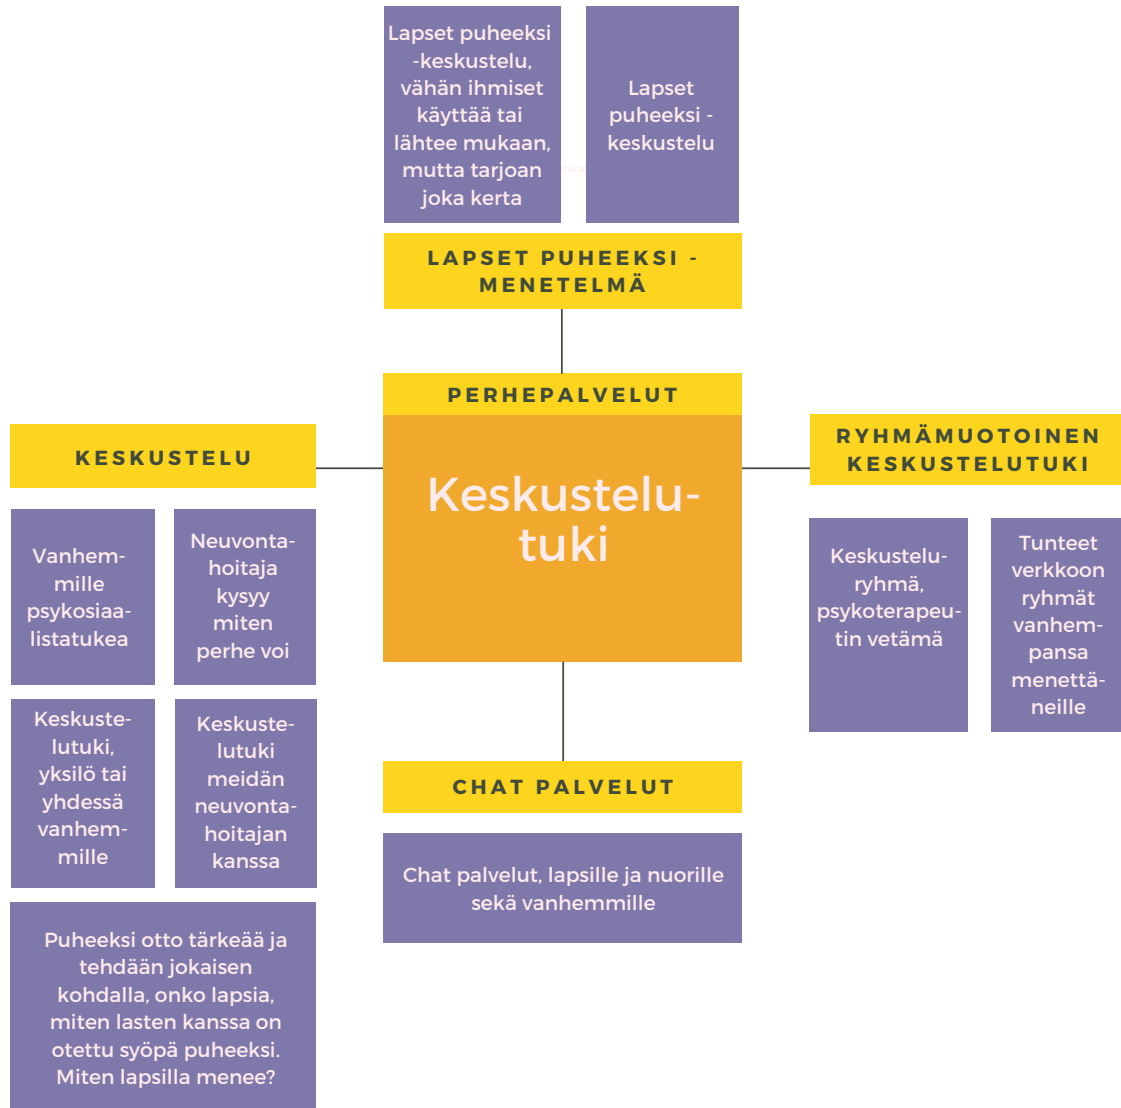 Lapset puheeksi
-keskustelu,
vähän ihmiset
käyttää tai
lähtee mukaan,
mutta tarjoan
joka kerta
Lapset
puheeksi -
keskustelu
LAPSET PUHEEKSI -
MENETELMÄ
PERHEPALVELUT
Keskustelu-
tuki
KESKUSTELU
Vanhem-
mille
psykosiaa-
listatukea
Neuvonta-
hoitaja
kysyy
miten
perhe voi
Keskuste-
lutuki,
yksilö tai
yhdessä
vanhem-
mille
Keskuste-
lutuki
meidän
neuvonta-
hoitajan
kanssa
Puheeksi otto tärkeää ja
tehdään jokaisen
kohdalla, onko lapsia,
miten lasten kanssa on
otettu syöpä puheeksi.
Miten lapsilla menee?
RYHMÄMUOTOINEN
KESKUSTELUTUKI
Keskustelu-
ryhmä,
psykoterapeu-
tin vetämä
Tunteet
verkkoon
ryhmät
vanhem-
pansa
menettä-
neille
CHAT PALVELUT
Chat palvelut, lapsille ja nuorille
sekä vanhemmille